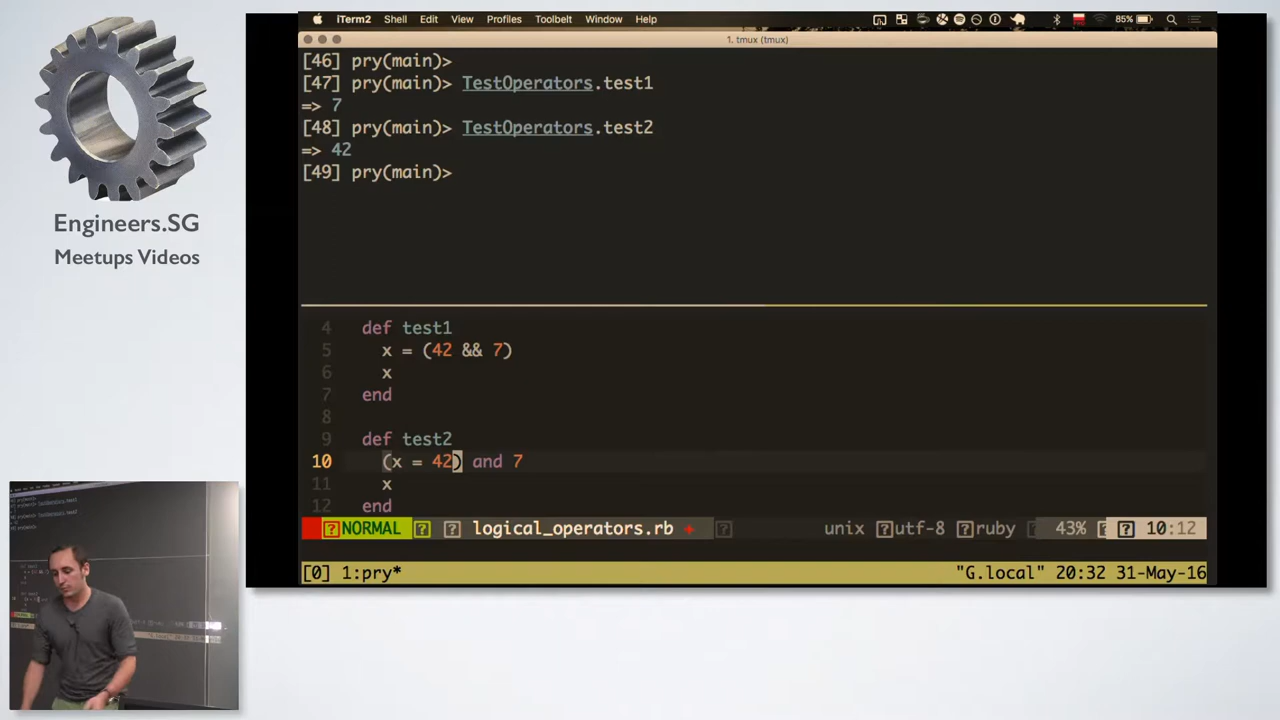 iTerm2 Shell Edit View Profiles Toolbelt Window Help 85%
1. tmux (tmux)
[46] pry(main)>
[47] pry(main)> TestOperators.test1
=> 7
[48] pry(main)> TestOperators.test2
=> 42
[49] pry(main)>
Engineers.SG
Meetups Videos
4 def test1
5 x = (42 && 7)
6 x
7 end
8
9 def test2
10 (x = 42) and 7
11 x
12 end
NORMAL logical_operators.rb + unix utf-8 ruby 43% 10:12
[0] 1:pry* "G.local" 20:32 31-May-16